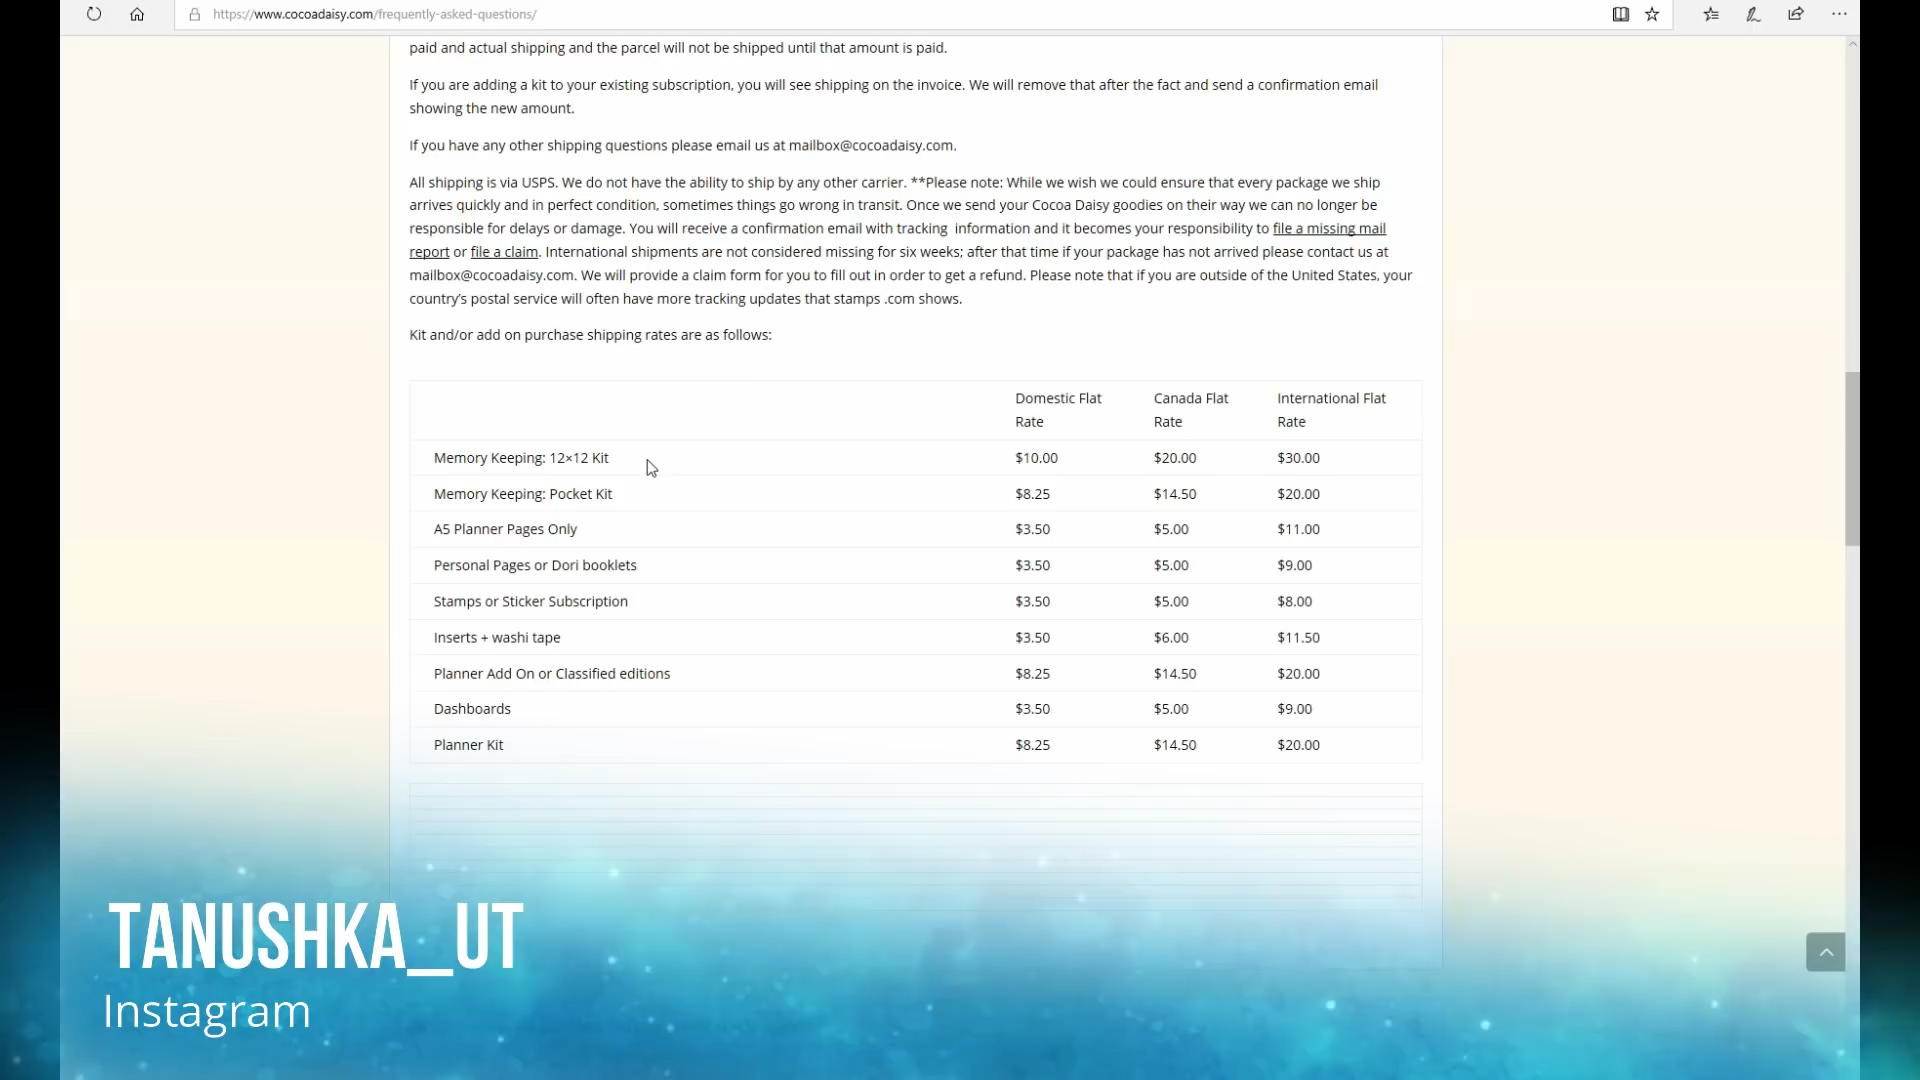 https://www.cocoadaisy.com/frequently-asked-questions/
paid and actual shipping and the parcel will not be shipped until that amount is paid.
If you are adding a kit to your existing subscription, you will see shipping on the invoice. We will remove that after the fact and send a confirmation email
showing the new amount.
If you have any other shipping questions please email us at mailbox@cocoadaisy.com.
All shipping is via USPS. We do not have the ability to ship by any other carrier. **Please note: While we wish we could ensure that every package we ship
arrives quickly and in perfect condition, sometimes things go wrong in transit. Once we send your Cocoa Daisy goodies on their way we can no longer be
responsible for delays or damage. You will receive a confirmation email with tracking information and it becomes your responsibility to file a missing mail
report or file a claim. International shipments are not considered missing for six weeks; after that time if your package has not arrived please contact us at
mailbox@cocoadaisy.com. We will provide a claim form for you to fill out in order to get a refund. Please note that if you are outside of the United States, your
country's postal service will often have more tracking updates that stamps .com shows.
Kit and/or add on purchase shipping rates are as follows:
Domestic Flat Rate Canada Flat Rate International Flat Rate
Memory Keeping: 12×12 Kit $10.00 $20.00 $30.00
Memory Keeping: Pocket Kit $8.25 $14.50 $20.00
A5 Planner Pages Only $3.50 $5.00 $11.00
Personal Pages or Dori booklets $3.50 $5.00 $9.00
Stamps or Sticker Subscription $3.50 $5.00 $8.00
Inserts + washi tape $3.50 $6.00 $11.50
Planner Add On or Classified editions $8.25 $14.50 $20.00
Dashboards $3.50 $5.00 $9.00
Planner Kit $8.25 $14.50 $20.00
TANUSHKA_UT
Instagram